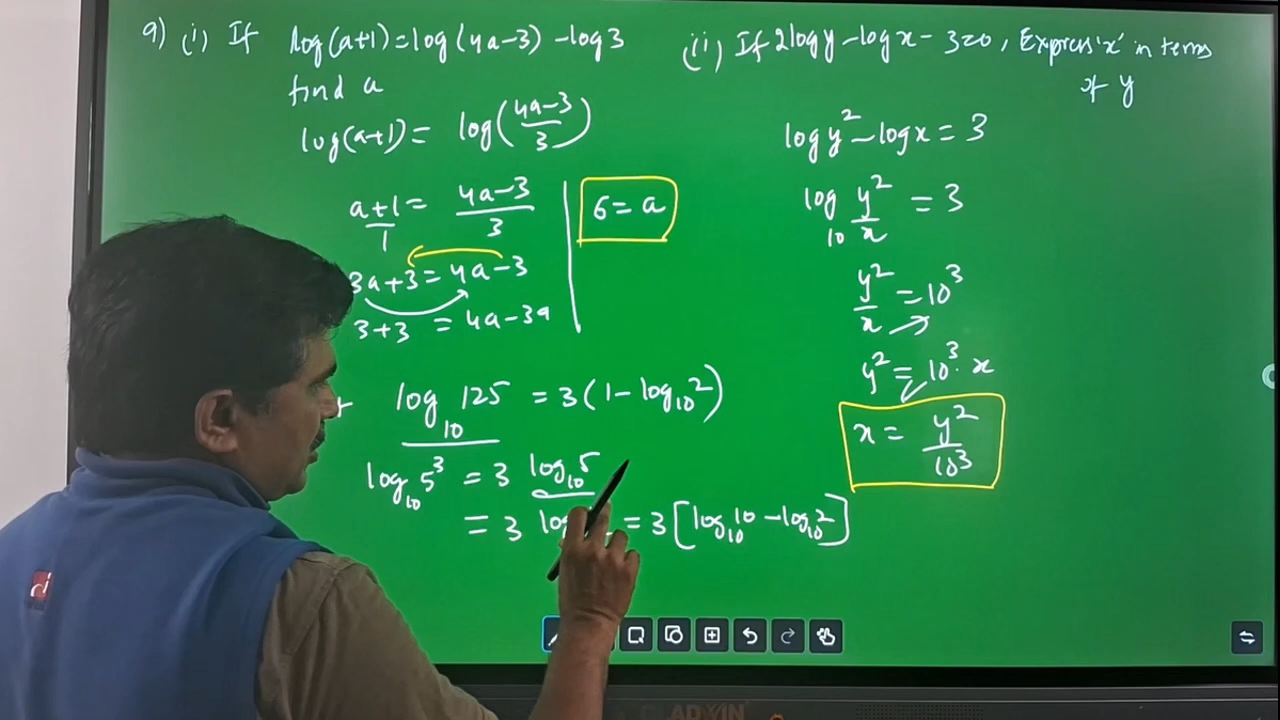 9) (i) If log(a+1) = log(4a-3) - log3
find a
log(a+1) = log((4a-3)/3)
(a+1)/1 = (4a-3)/3
3a+3 = 4a-3
3+3 = 4a-3a
6 = a
(ii) If 2logy - logx - 3=0, Express 'x' in terms
of y
logy² - logx = 3
log₁₀ y²/x = 3
y²/x = 10³
y² = 10³. x
x = y²/10³
log₁₀ 125 = 3(1 - log₁₀ 2)
log₁₀ 5³ = 3 log₁₀ 5
= 3 = 3[log₁₀ 10 - log₁₀ 2]